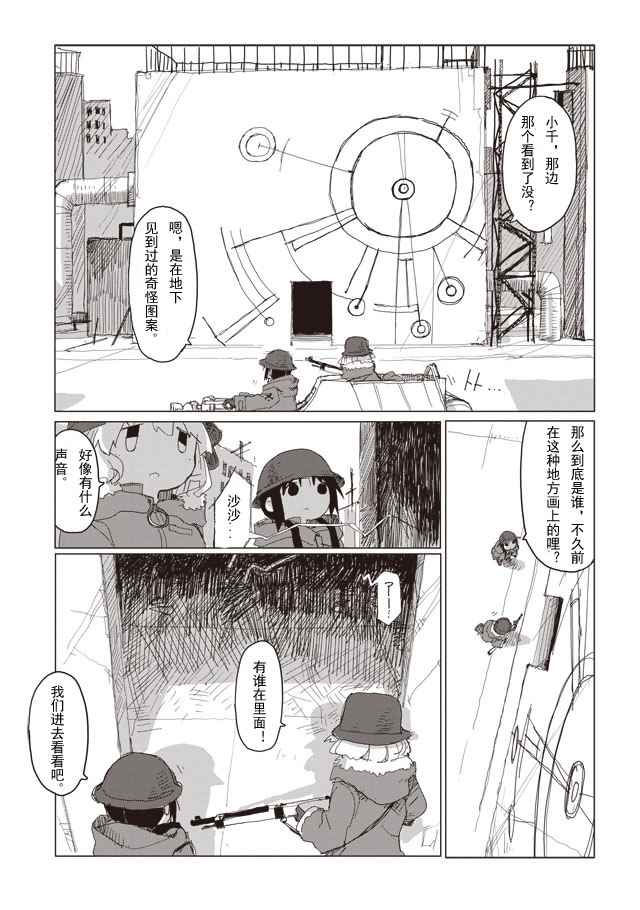 小千，那边
那个看到了没？
嗯，是在地下
见到过的奇怪图案。
ト…
那么到底是谁，不久前
在这种地方画上的哩？
沙沙…
好像有什么
声音。
有谁在里面！
我们进去看看吧。